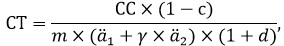 CT = CC × (1 − c) / m × (ä₁ + γ × ä₂) × (1 + d),